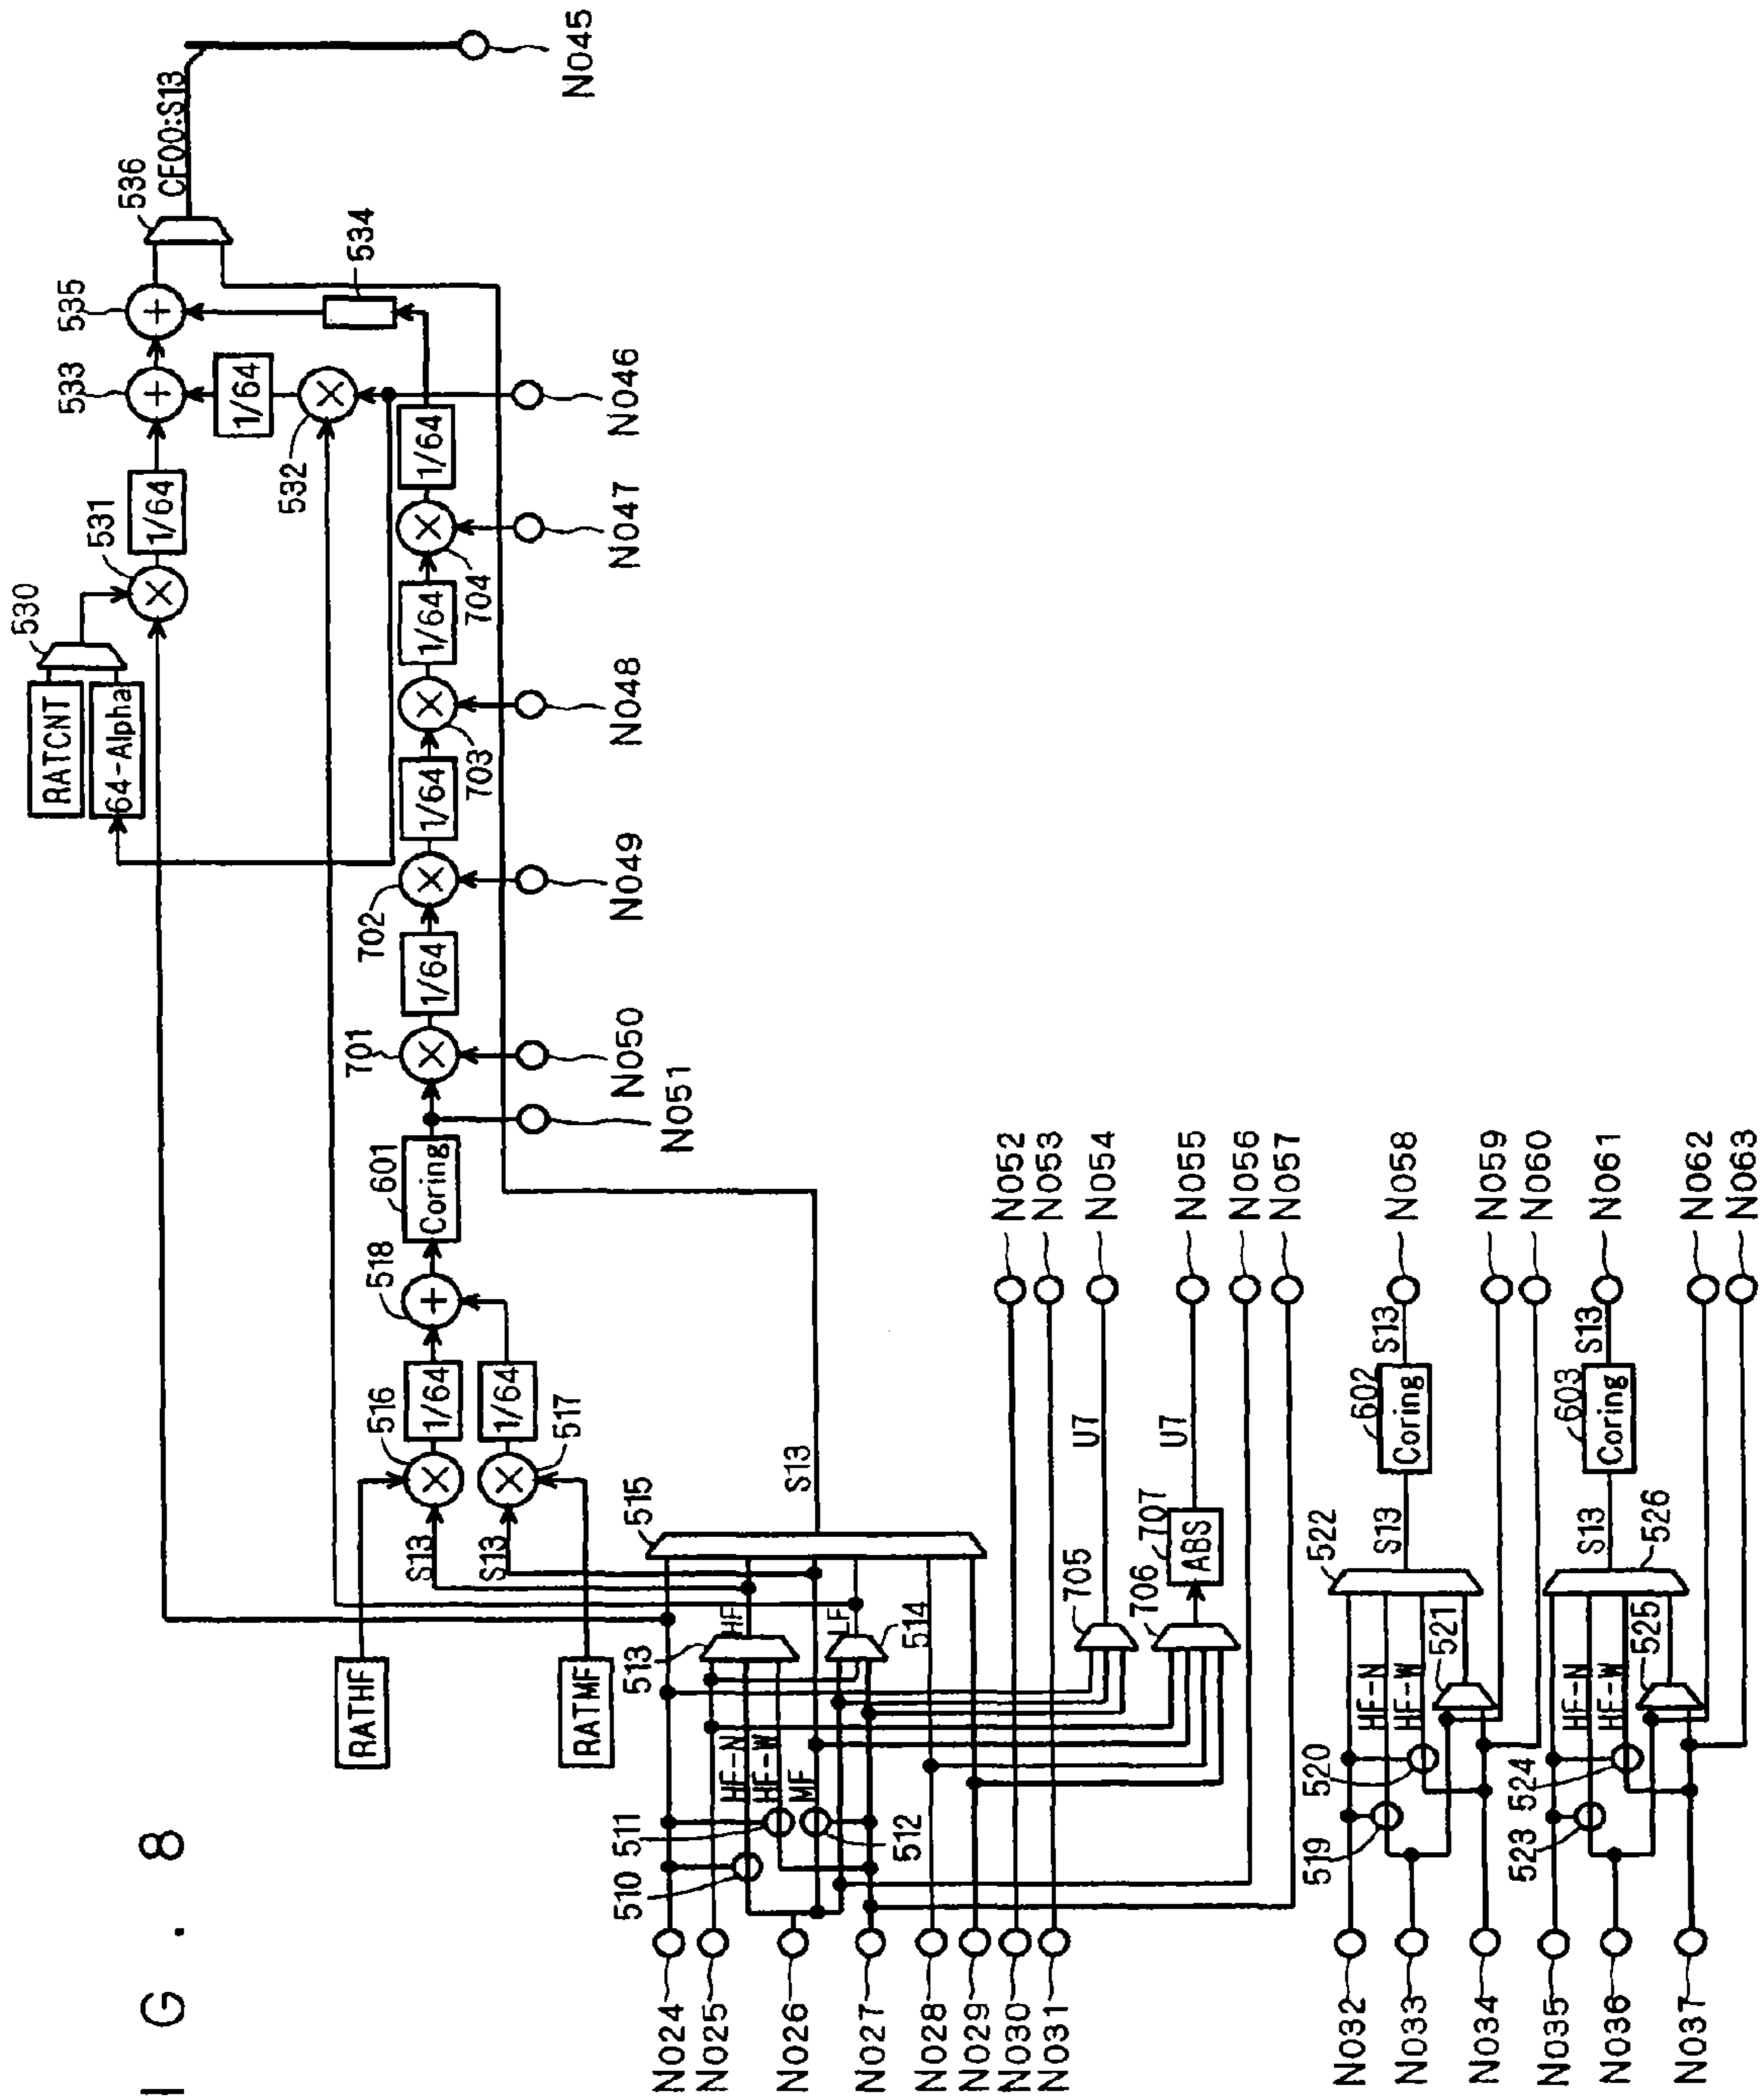 I G . 8
N045
CF00:S13
536
535
534
533
1/64
532
531
1/64
530
RATCNT
64-Alpha
N046
1/64
N047
704
1/64
N048
703
1/64
N049
702
1/64
701
N050
N051
601
Coring
518
516
1/64
517
1/64
S13
S13
RATHF
RATMF
515
S13
513
HF
LF
514
HF-N
HF-W
MF
510
511
512
N024
N025
N026
N027
N028
N029
N030
N031
705
U7
706
707
ABS
U7
N052
N053
N054
N055
N056
N057
522
S13
602
Coring
S13
N058
N059
N060
HF-N
HF-W
521
519
520
N032
N033
N034
526
S13
603
Coring
S13
N061
N062
N063
HF-N
HF-W
525
523
524
N035
N036
N037